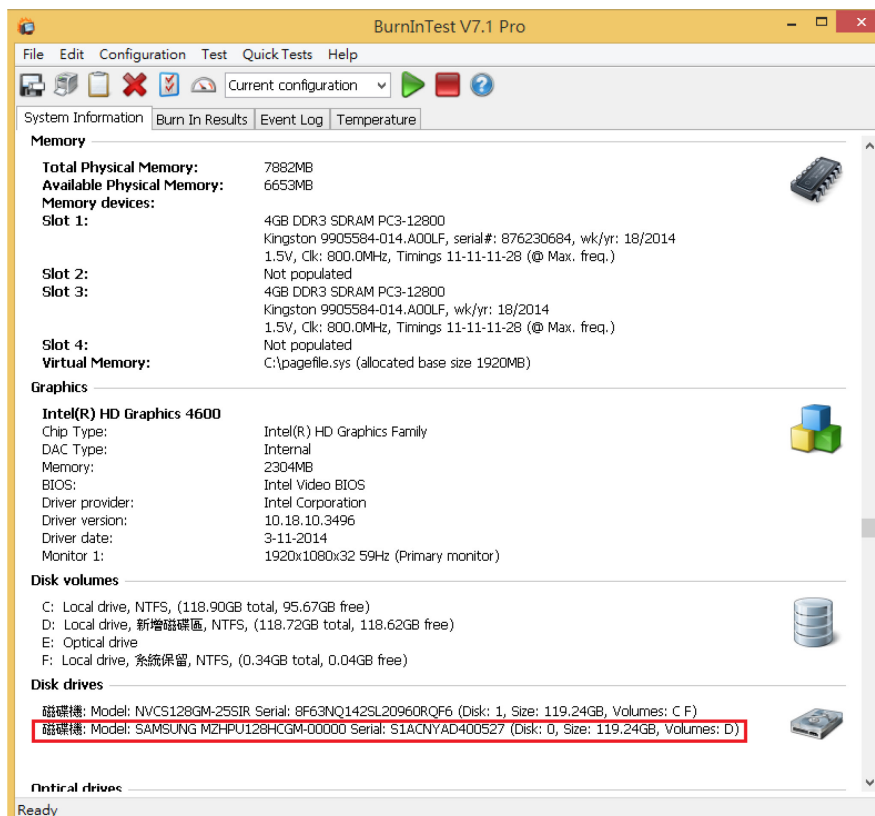 BurnInTest V7.1 Pro
File Edit Configuration Test Quick Tests Help
Current configuration
System Information Burn In Results Event Log Temperature
Memory
Total Physical Memory: 7882MB
Available Physical Memory: 6653MB
Memory devices:
Slot 1: 4GB DDR3 SDRAM PC3-12800
Kingston 9905584-014.A00LF, serial#: 876230684, wk/yr: 18/2014
1.5V, Clk: 800.0MHz, Timings 11-11-11-28 (@ Max. freq.)
Slot 2: Not populated
Slot 3: 4GB DDR3 SDRAM PC3-12800
Kingston 9905584-014.A00LF, wk/yr: 18/2014
1.5V, Clk: 800.0MHz, Timings 11-11-11-28 (@ Max. freq.)
Slot 4: Not populated
Virtual Memory: C:\pagefile.sys (allocated base size 1920MB)
Graphics
Intel(R) HD Graphics 4600
Chip Type: Intel(R) HD Graphics Family
DAC Type: Internal
Memory: 2304MB
BIOS: Intel Video BIOS
Driver provider: Intel Corporation
Driver version: 10.18.10.3496
Driver date: 3-11-2014
Monitor 1: 1920x1080x32 59Hz (Primary monitor)
Disk volumes
C: Local drive, NTFS, (118.90GB total, 95.67GB free)
D: Local drive, 新增磁碟區, NTFS, (118.72GB total, 118.62GB free)
E: Optical drive
F: Local drive, 系統保留, NTFS, (0.34GB total, 0.04GB free)
Disk drives
磁碟機: Model: NVCS128GM-25SIR Serial: 8F63NQ142SL20960RQF6 (Disk: 1, Size: 119.24GB, Volumes: C F)
磁碟機: Model: SAMSUNG MZHPU128HCGM-00000 Serial: S1ACNYAD400527 (Disk: 0, Size: 119.24GB, Volumes: D)
Optical drives
Ready